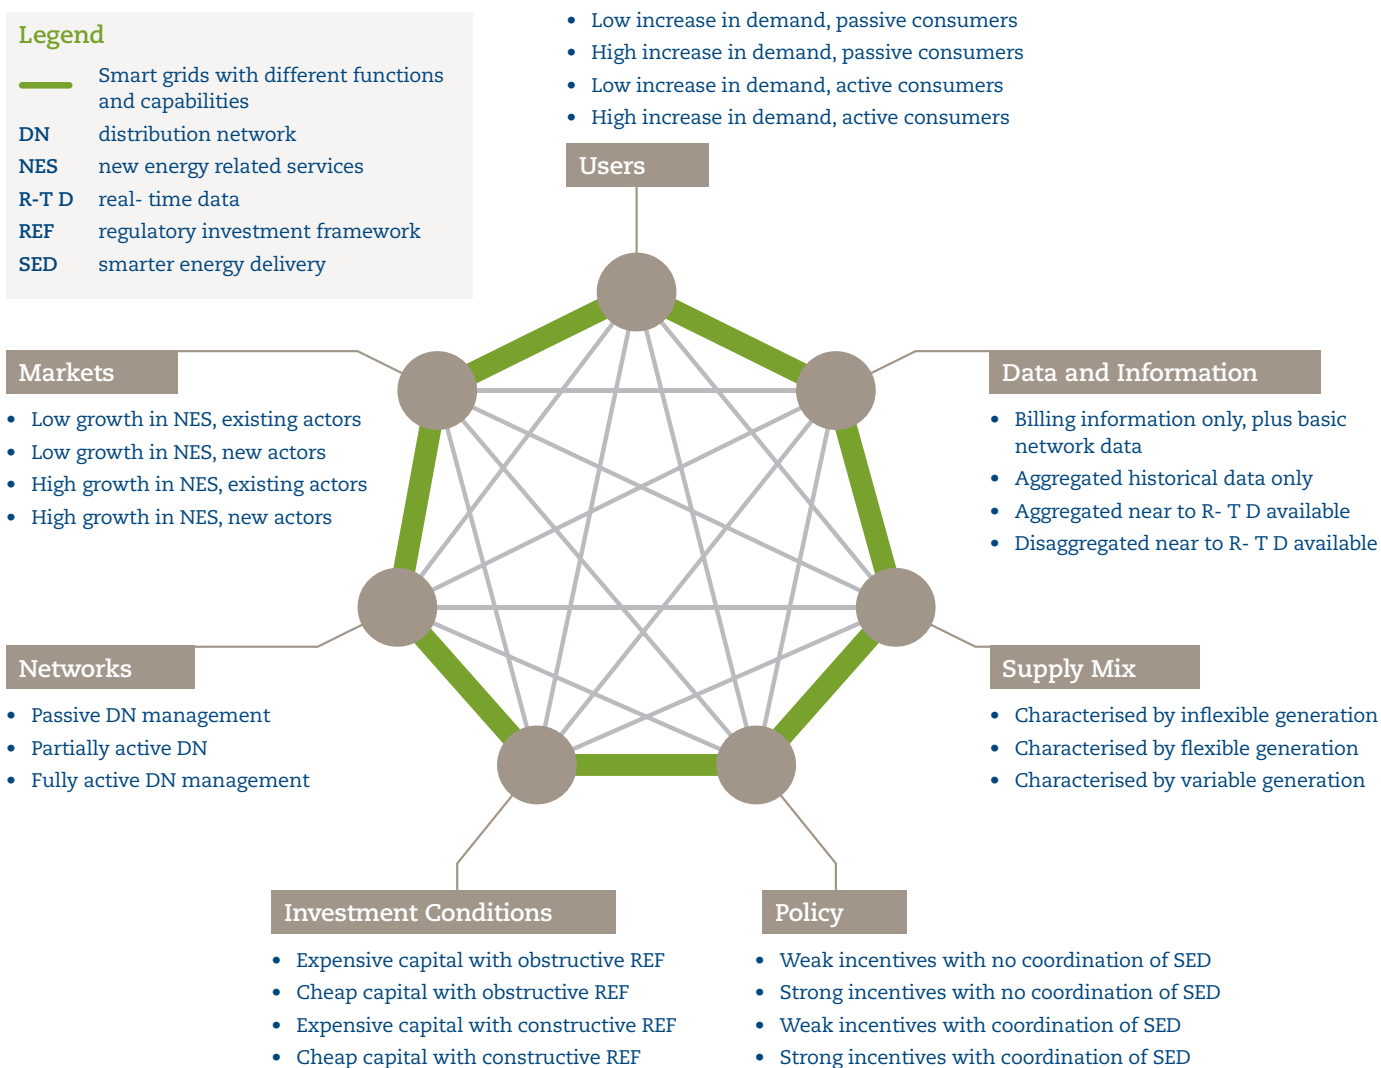 Legend
Smart grids with different functions
and capabilities
DN distribution network
NES new energy related services
R-T D real- time data
REF regulatory investment framework
SED smarter energy delivery
• Low increase in demand, passive consumers
• High increase in demand, passive consumers
• Low increase in demand, active consumers
• High increase in demand, active consumers
Users
Markets
• Low growth in NES, existing actors
• Low growth in NES, new actors
• High growth in NES, existing actors
• High growth in NES, new actors
Data and Information
• Billing information only, plus basic
network data
• Aggregated historical data only
• Aggregated near to R- T D available
• Disaggregated near to R- T D available
Networks
• Passive DN management
• Partially active DN
• Fully active DN management
Supply Mix
• Characterised by inflexible generation
• Characterised by flexible generation
• Characterised by variable generation
Investment Conditions
• Expensive capital with obstructive REF
• Cheap capital with obstructive REF
• Expensive capital with constructive REF
• Cheap capital with constructive REF
Policy
• Weak incentives with no coordination of SED
• Strong incentives with no coordination of SED
• Weak incentives with coordination of SED
• Strong incentives with coordination of SED